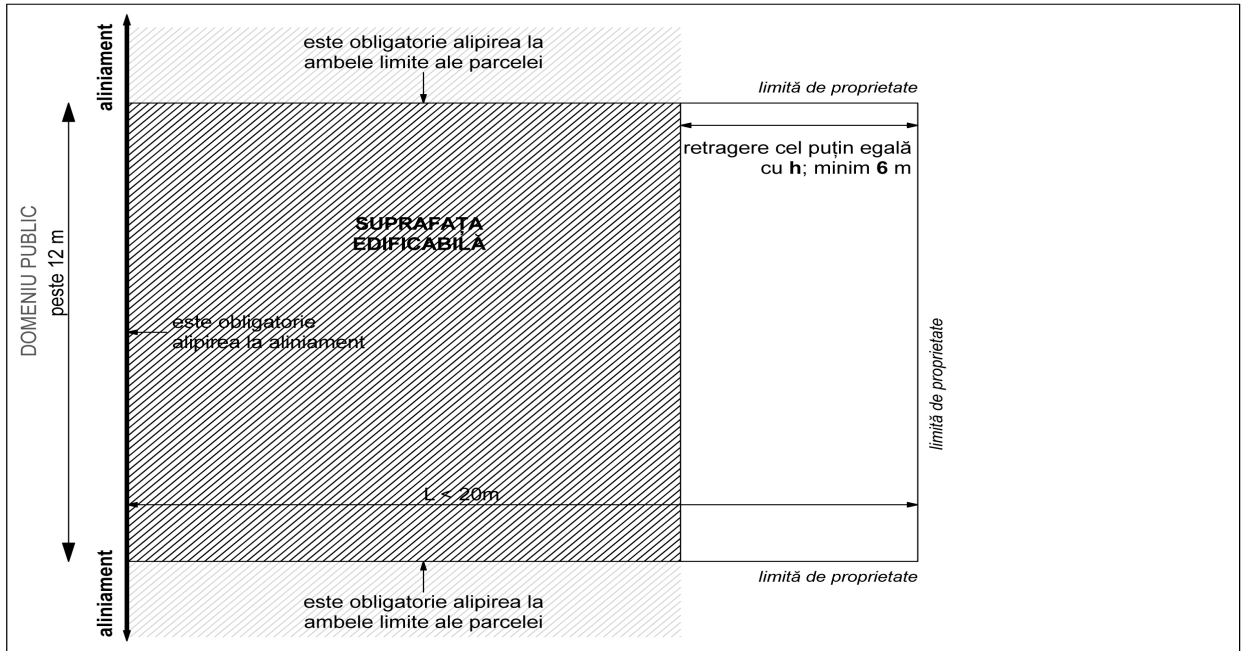 aliniament
este obligatorie alipirea la
ambele limite ale parcelei
limită de proprietate
retragere cel puțin egală
cu h; minim 6 m
SUPRAFAȚA
EDIFICABILĂ
DOMENIU PUBLIC
peste 12 m
este obligatorie
alipirea la aliniament
limită de proprietate
L < 20m
aliniament
limită de proprietate
este obligatorie alipirea la
ambele limite ale parcelei